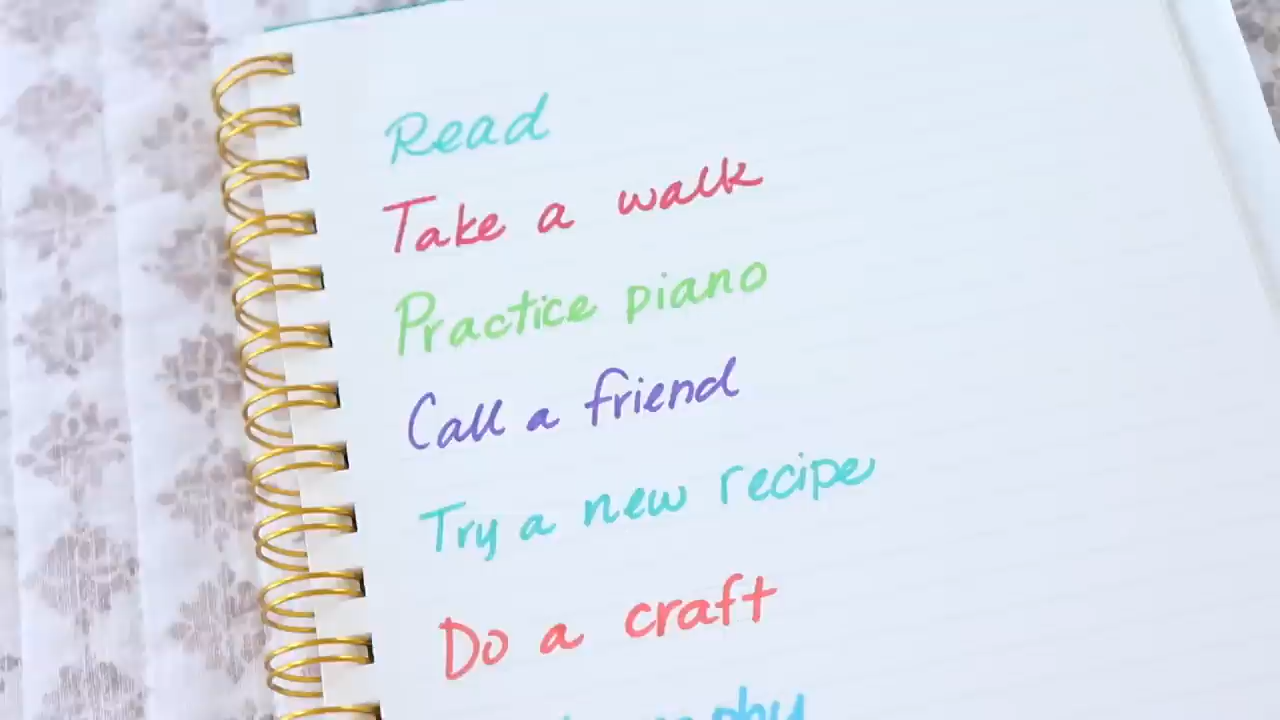 Read
Take a walk
Practice piano
Call a friend
Try a new recipe
Do a craft